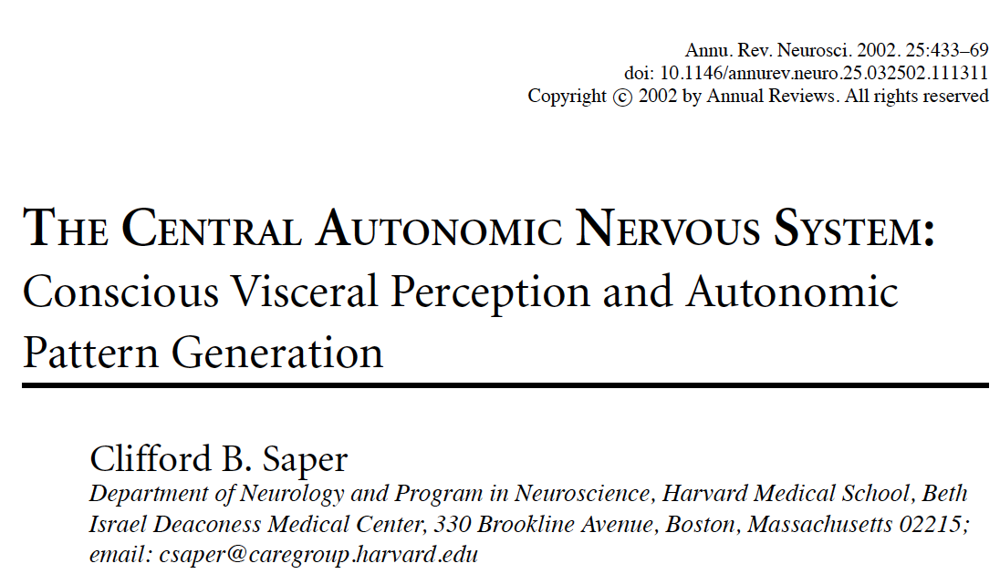 Annu. Rev. Neurosci. 2002. 25:433–69
doi: 10.1146/annurev.neuro.25.032502.111311
Copyright © 2002 by Annual Reviews. All rights reserved
THE CENTRAL AUTONOMIC NERVOUS SYSTEM:
Conscious Visceral Perception and Autonomic
Pattern Generation
Clifford B. Saper
Department of Neurology and Program in Neuroscience, Harvard Medical School, Beth
Israel Deaconess Medical Center, 330 Brookline Avenue, Boston, Massachusetts 02215;
email: csaper@caregroup.harvard.edu